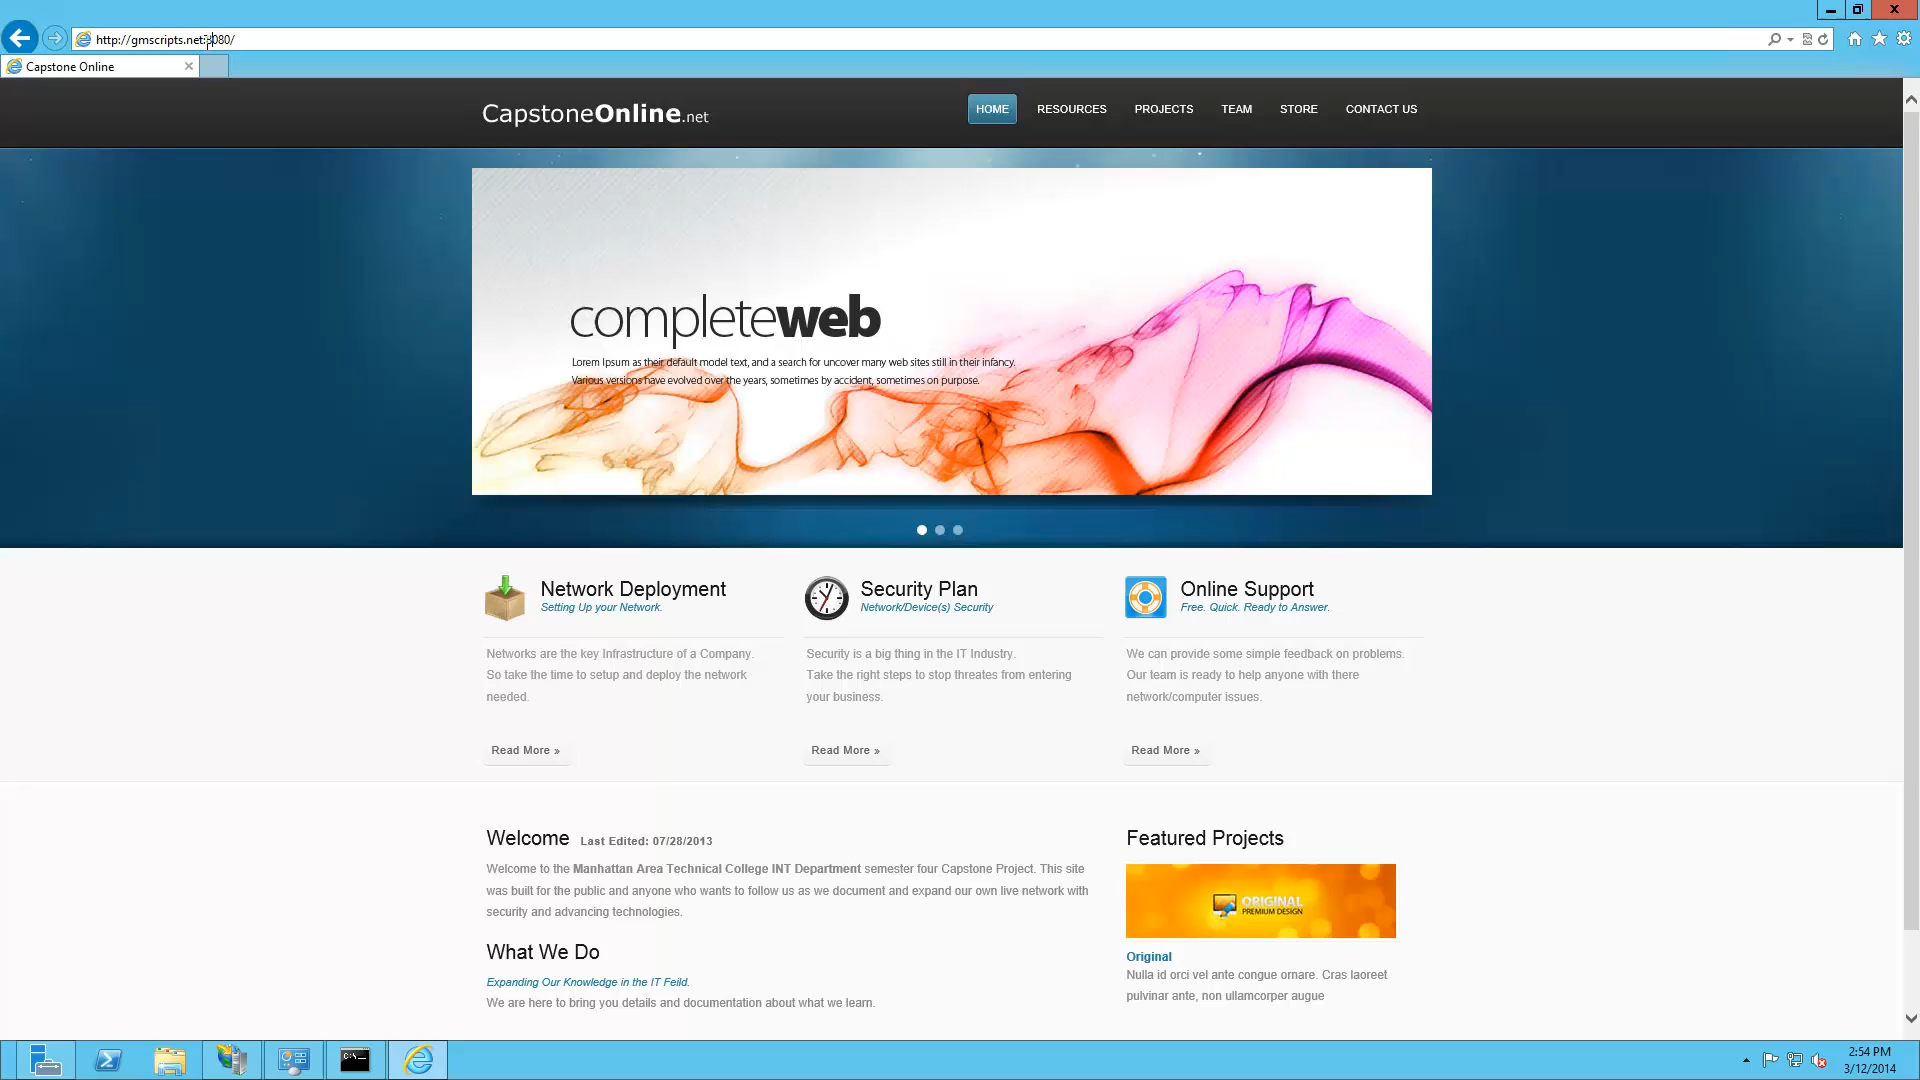 http://gmscripts.net:8080/
Capstone Online
CapstoneOnline.net
HOME
RESOURCES
PROJECTS
TEAM
STORE
CONTACT US
completeweb
Lorem Ipsum as their default model text, and a search for uncover many web sites still in their infancy.
Various versions have evolved over the years, sometimes by accident, sometimes on purpose.
Network Deployment
Setting Up your Network.
Networks are the key Infrastructure of a Company.
So take the time to setup and deploy the network
needed.
Read More »
Security Plan
Network/Device(s) Security
Security is a big thing in the IT Industry.
Take the right steps to stop threates from entering
your business.
Read More »
Online Support
Free. Quick. Ready to Answer.
We can provide some simple feedback on problems.
Our team is ready to help anyone with there
network/computer issues.
Read More »
Welcome Last Edited: 07/28/2013
Welcome to the Manhattan Area Technical College INT Department semester four Capstone Project. This site
was built for the public and anyone who wants to follow us as we document and expand our own live network with
security and advancing technologies.
What We Do
Expanding Our Knowledge in the IT Feild.
We are here to bring you details and documentation about what we learn.
Featured Projects
ORIGINAL
PREMIUM DESIGN
Original
Nulla id orci vel ante congue ornare. Cras laoreet
pulvinar ante, non ullamcorper augue
C:\_
2:54 PM
3/12/2014